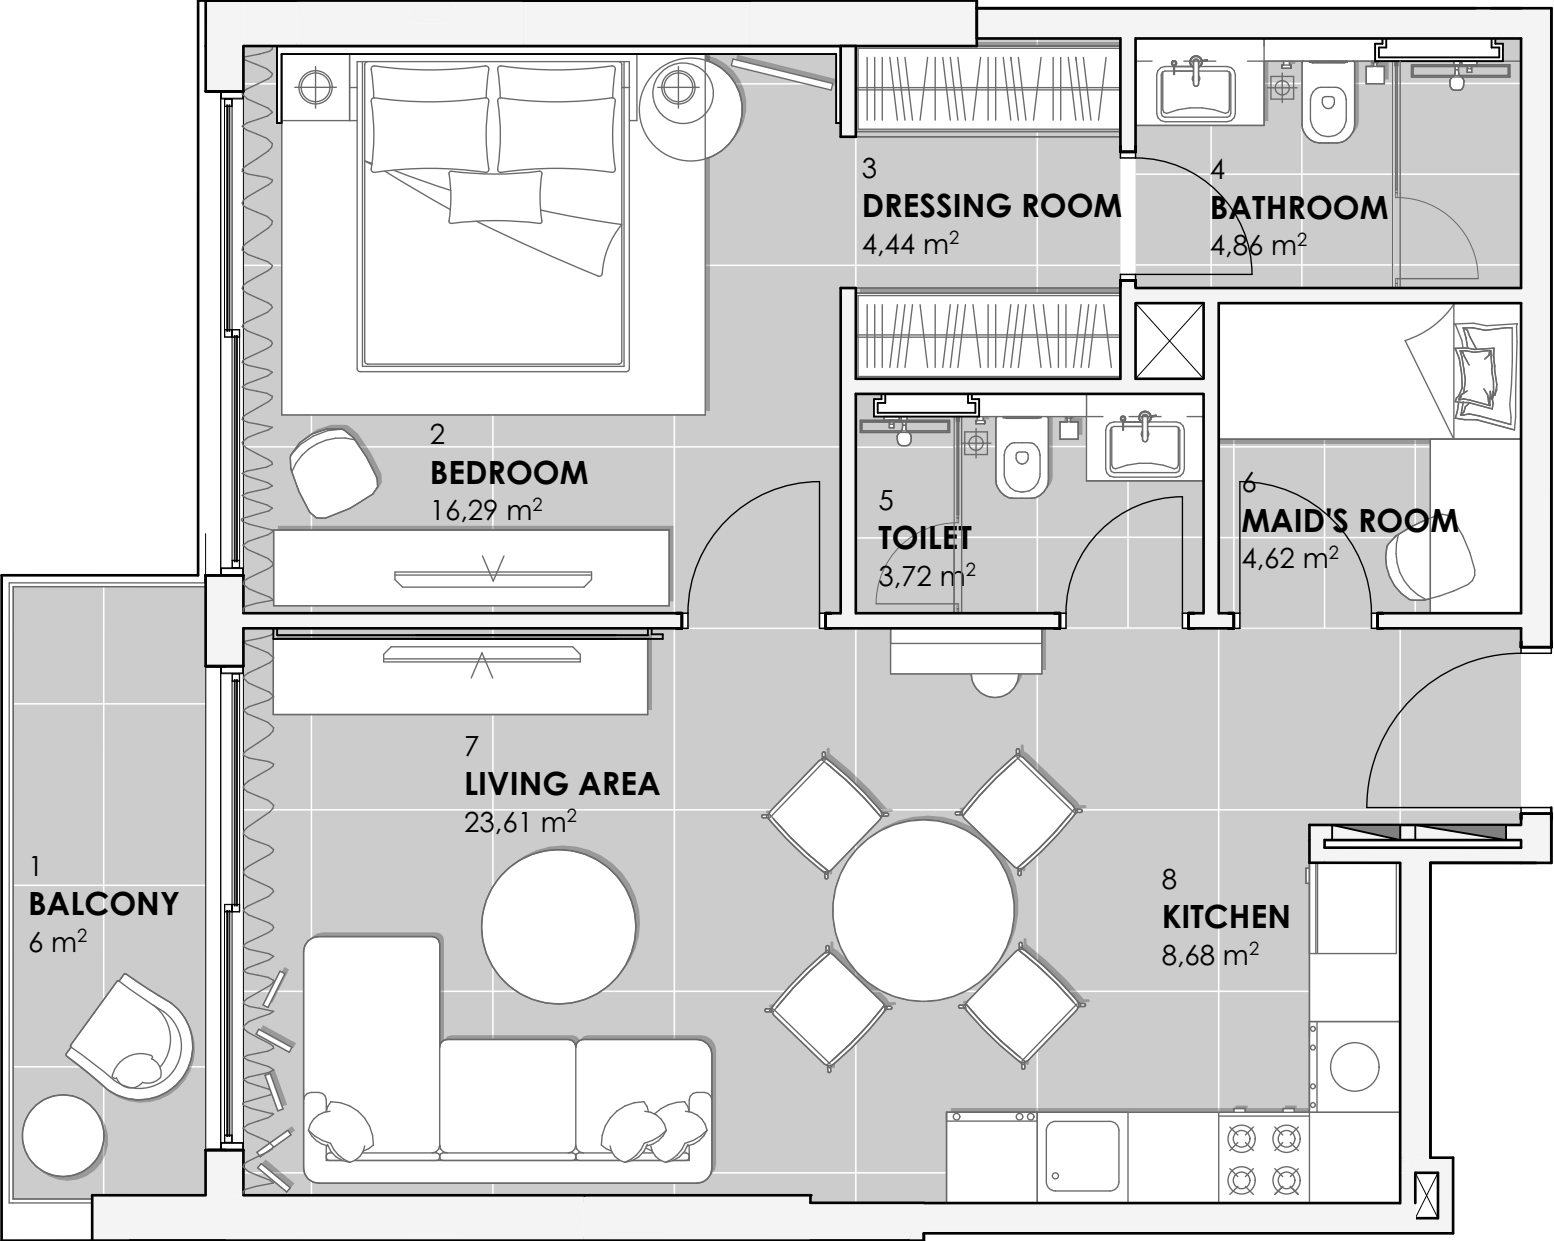 3
DRESSING ROOM
4,44 m²
4
BATHROOM
4,86 m²
2
BEDROOM
16,29 m²
5
TOILET
3,72 m²
6
MAID'S ROOM
4,62 m²
7
LIVING AREA
23,61 m²
1
BALCONY
6 m²
8
KITCHEN
8,68 m²